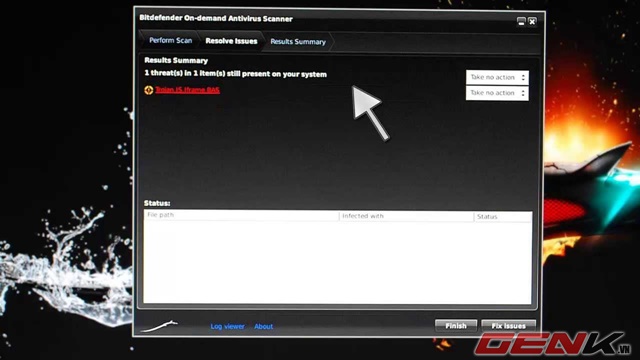 Bitdefender On-demand Antivirus Scanner
Perform Scan Resolve Issues Results Summary
Results Summary
1 threat(s) in 1 item(s) still present on your system
Take no action
Trojan.JS.Iframe.BAS
Take no action
Status:
File path Infected with Status
Log viewer About Finish Fix issues
GENK.VN